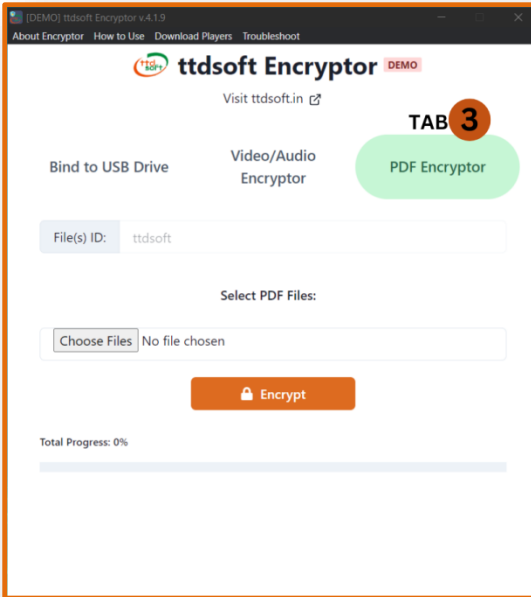 [DEMO] ttdsoft Encryptor v.4.1.9
About Encryptor How to Use Download Players Troubleshoot
ttd soft ttdsoft Encryptor DEMO
Visit ttdsoft.in
TAB 3
Bind to USB Drive
Video/Audio
Encryptor
PDF Encryptor
File(s) ID: ttdsoft
Select PDF Files:
Choose Files No file chosen
Encrypt
Total Progress: 0%